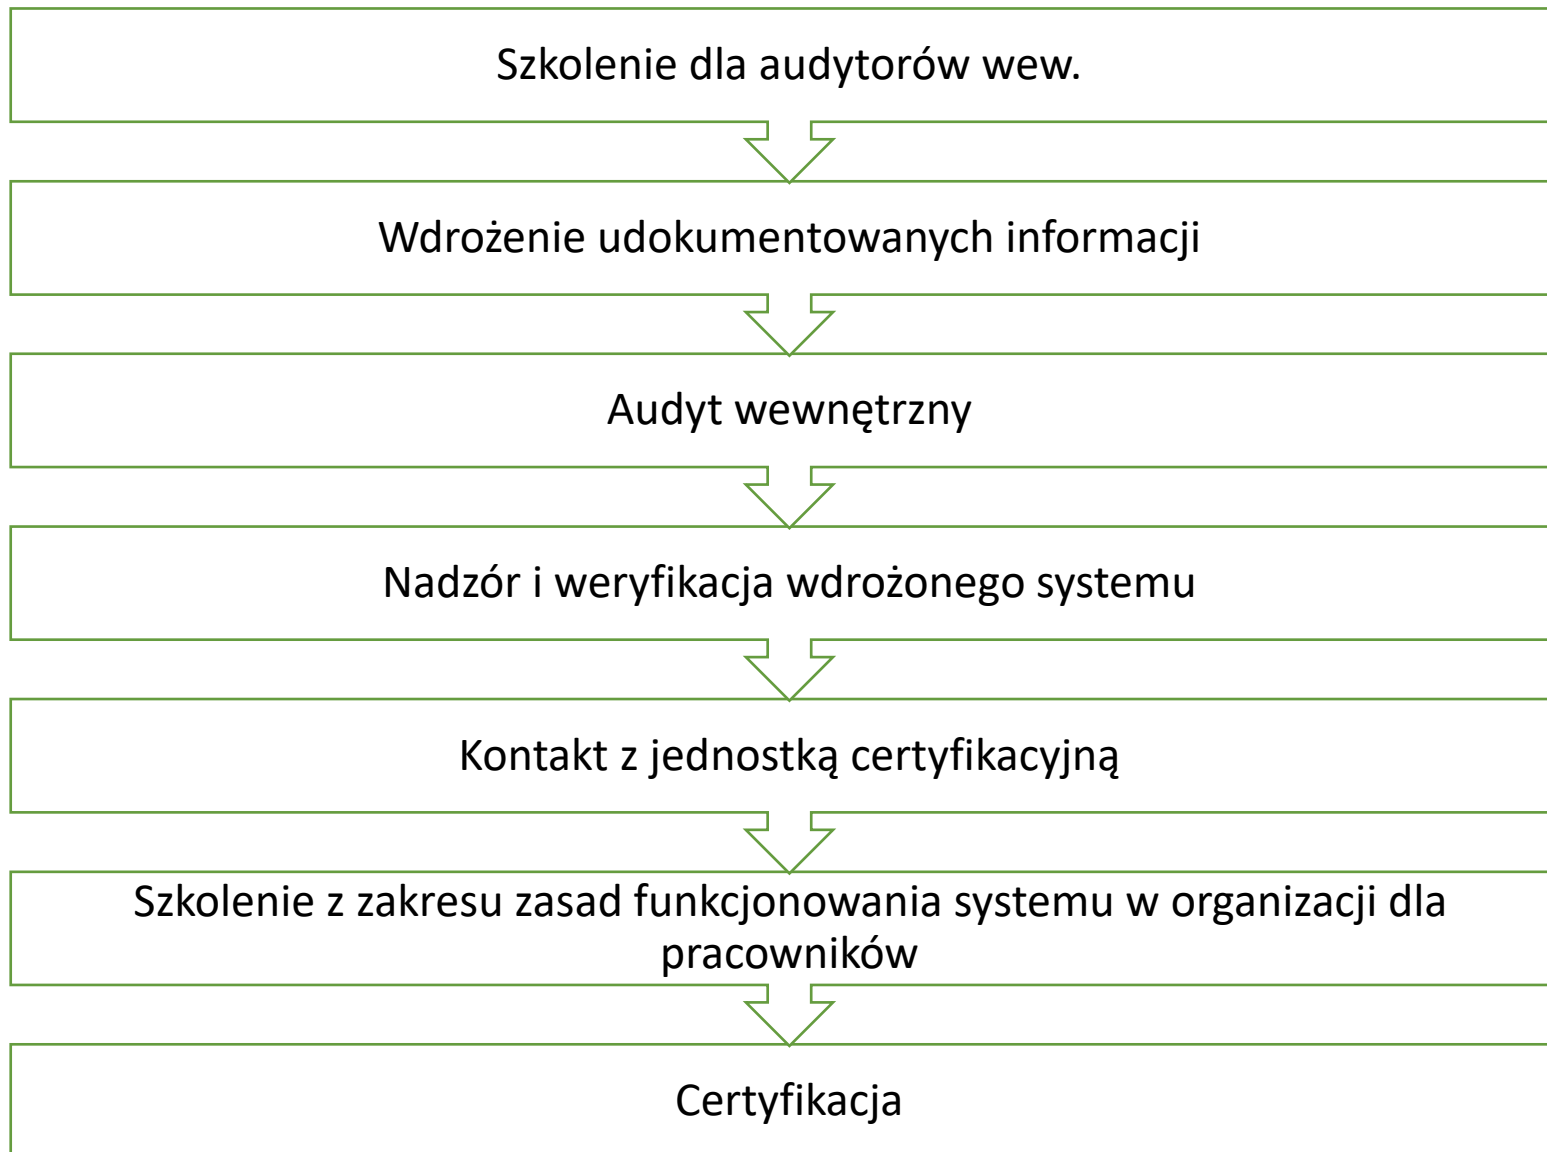 Szkolenie dla audytorów wew.
Wdrożenie udokumentowanych informacji
Audyt wewnętrzny
Nadzór i weryfikacja wdrożonego systemu
Kontakt z jednostką certyfikacyjną
Szkolenie z zakresu zasad funkcjonowania systemu w organizacji dla
pracowników
Certyfikacja